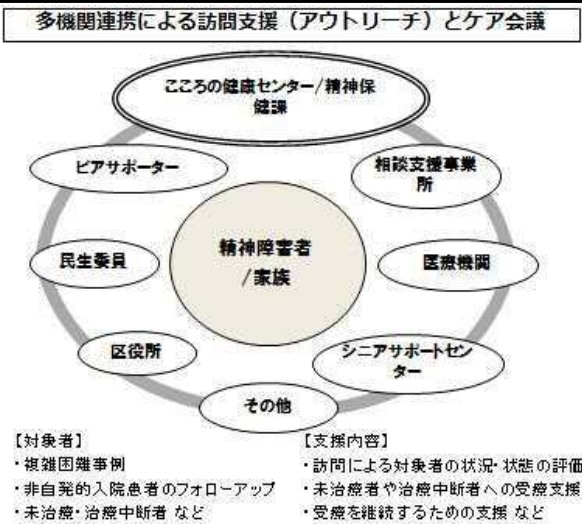 多機関連携による訪問支援（アウトリーチ）とケア会議
こころの健康センター/精神保
健課
ピアサポーター
相談支援事業
所
精神障害者
/家族
民生委員
医療機関
区役所
シニアサポートセン
ター
その他
【対象者】
・複雑困難事例
・非自発的入院患者のフォローアップ
・未治療・治療中断者 など
【支援内容】
・訪問による対象者の状況・状態の評価
・未治療者や治療中断者への受療支援
・受療を継続するための支援 など